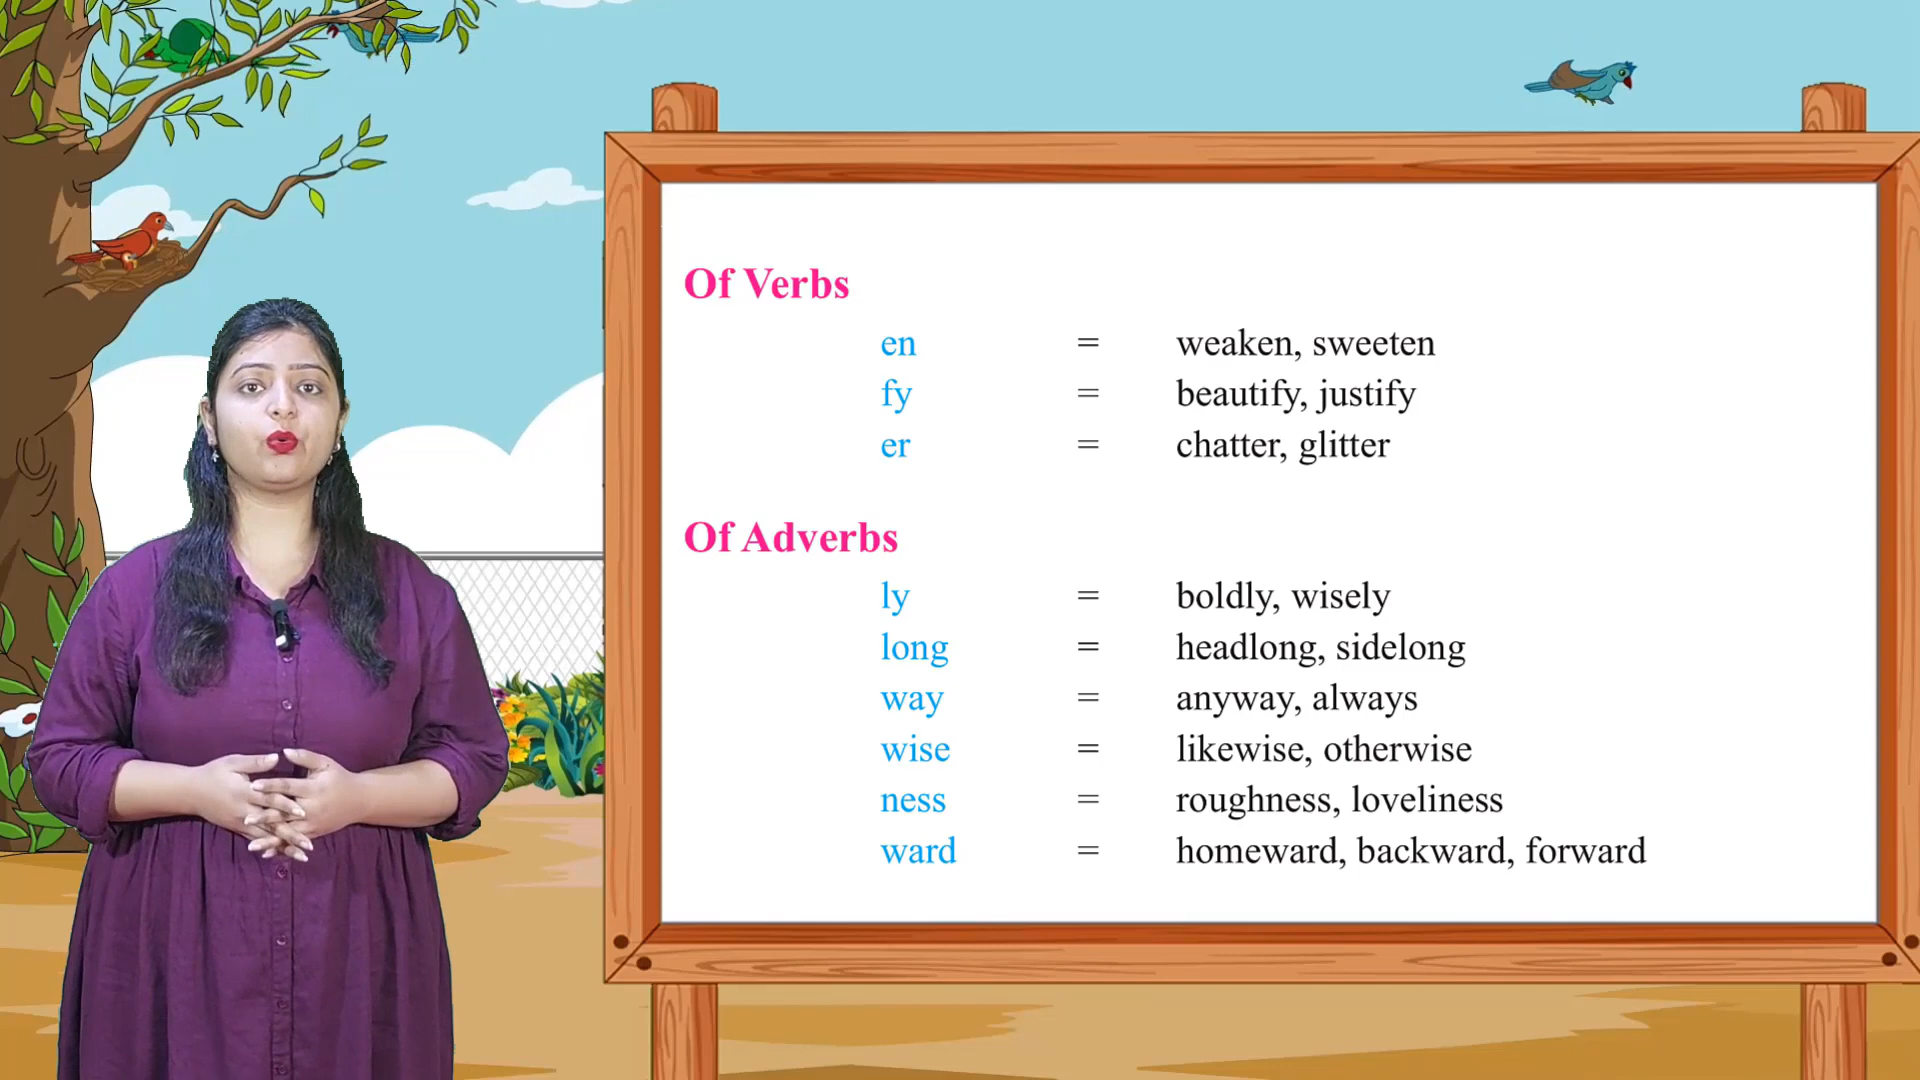 Of Verbs
en = weaken, sweeten
fy = beautify, justify
er = chatter, glitter
Of Adverbs
ly = boldly, wisely
long = headlong, sidelong
way = anyway, always
wise = likewise, otherwise
ness = roughness, loveliness
ward = homeward, backward, forward